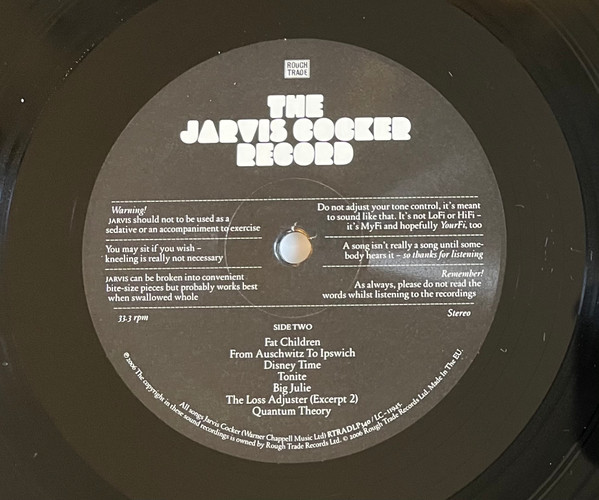 ROUGH
TRADE
THE
JARVIS COCKER
RECORD
Warning!
JARVIS should not to be used as a
sedative or an accompaniment to exercise
You may sit if you wish –
kneeling is really not necessary
JARVIS can be broken into convenient
bite-size pieces but probably works best
when swallowed whole
Do not adjust your tone control, it's meant
to sound like that. It's not LoFi or HiFi –
it's MyFi and hopefully YourFi, too
A song isn't really a song until some-
body hears it – so thanks for listening
Remember!
As always, please do not read the
words whilst listening to the recordings
33.3 rpm
Stereo
SIDE TWO
Fat Children
From Auschwitz To Ipswich
Disney Time
Tonite
Big Julie
The Loss Adjuster (Excerpt 2)
Quantum Theory
All songs Jarvis Cocker (Warner Chappell Music Ltd) RTRADLP340 / LC–11945.
℗ 2006 The copyright in these sound recordings is owned by Rough Trade Records Ltd. © 2006 Rough Trade Records Ltd. Made In The EU.